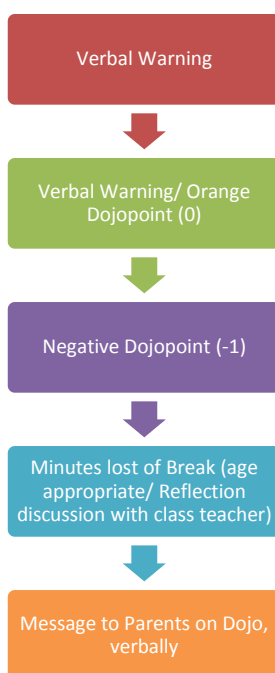 Verbal Warning
Verbal Warning/ Orange
Dojopoint (0)
Negative Dojopoint (-1)
Minutes lost of Break (age
appropriate/ Reflection
discussion with class teacher)
Message to Parents on Dojo,
verbally